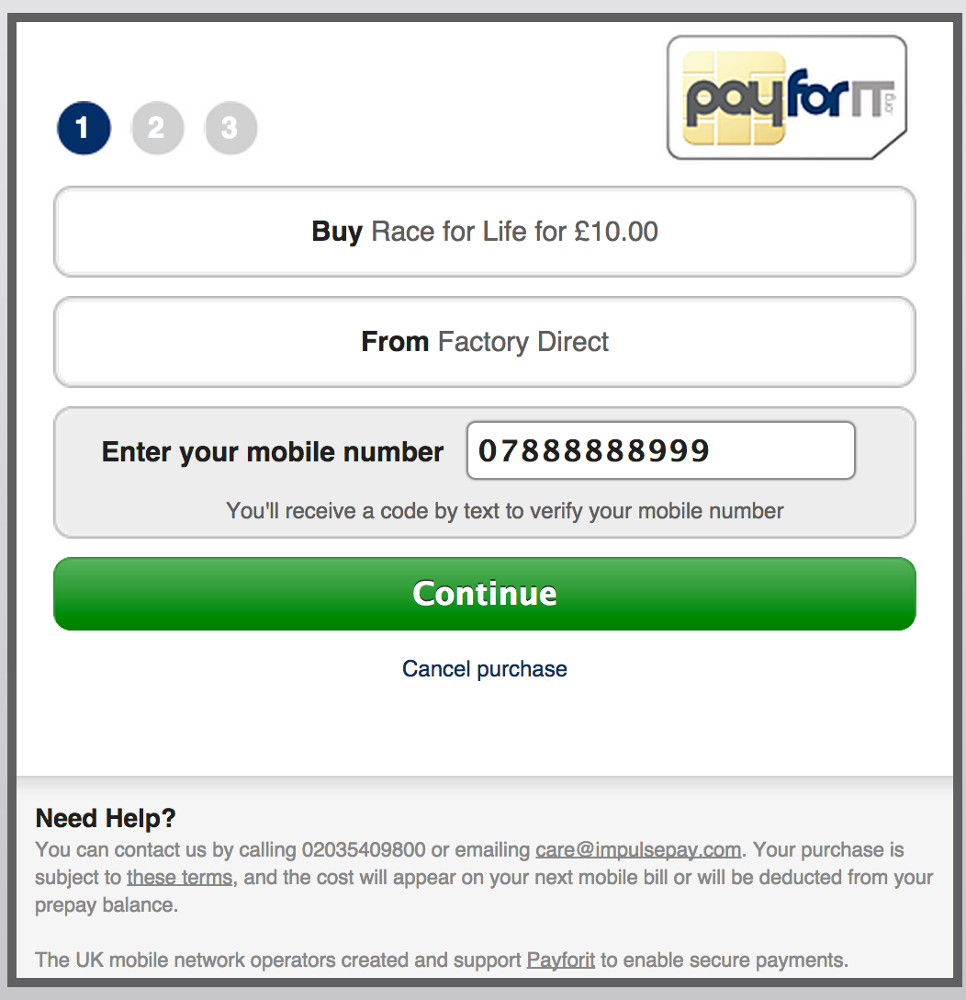 1 2 3
payforIT.org
Buy Race for Life for £10.00
From Factory Direct
Enter your mobile number 07888888999
You'll receive a code by text to verify your mobile number
Continue
Cancel purchase
Need Help?
You can contact us by calling 02035409800 or emailing care@impulsepay.com. Your purchase is
subject to these terms, and the cost will appear on your next mobile bill or will be deducted from your
prepay balance.
The UK mobile network operators created and support Payforit to enable secure payments.